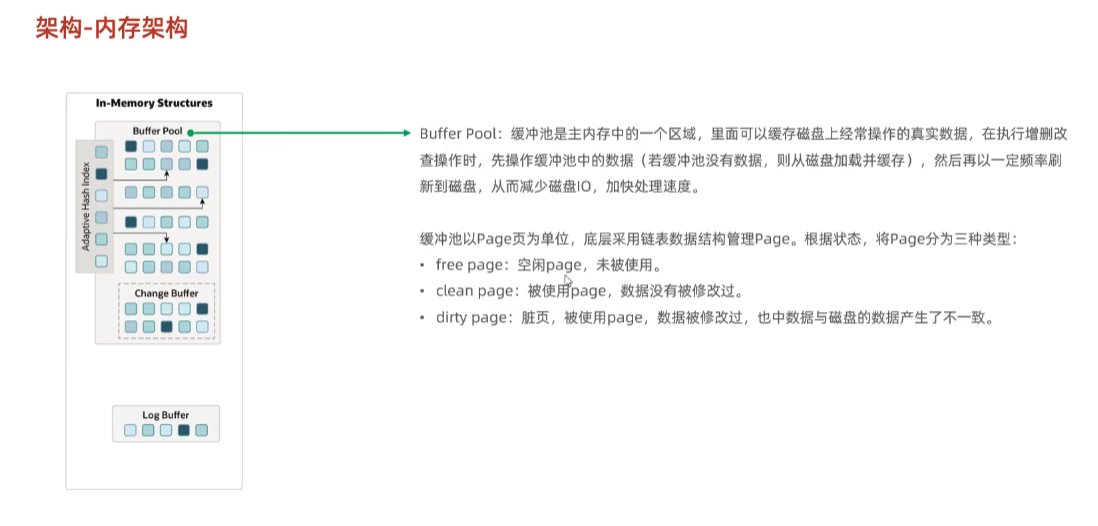 架构-内存架构
In-Memory Structures
Buffer Pool
Adaptive Hash Index
Change Buffer
Log Buffer
Buffer Pool：缓冲池是主内存中的一个区域，里面可以缓存磁盘上经常操作的真实数据，在执行增删改
查操作时，先操作缓冲池中的数据（若缓冲池没有数据，则从磁盘加载并缓存），然后再以一定频率刷
新到磁盘，从而减少磁盘IO，加快处理速度。
缓冲池以Page页为单位，底层采用链表数据结构管理Page。根据状态，将Page分为三种类型：
• free page：空闲page，未被使用。
• clean page：被使用page，数据没有被修改过。
• dirty page：脏页，被使用page，数据被修改过，也中数据与磁盘的数据产生了不一致。